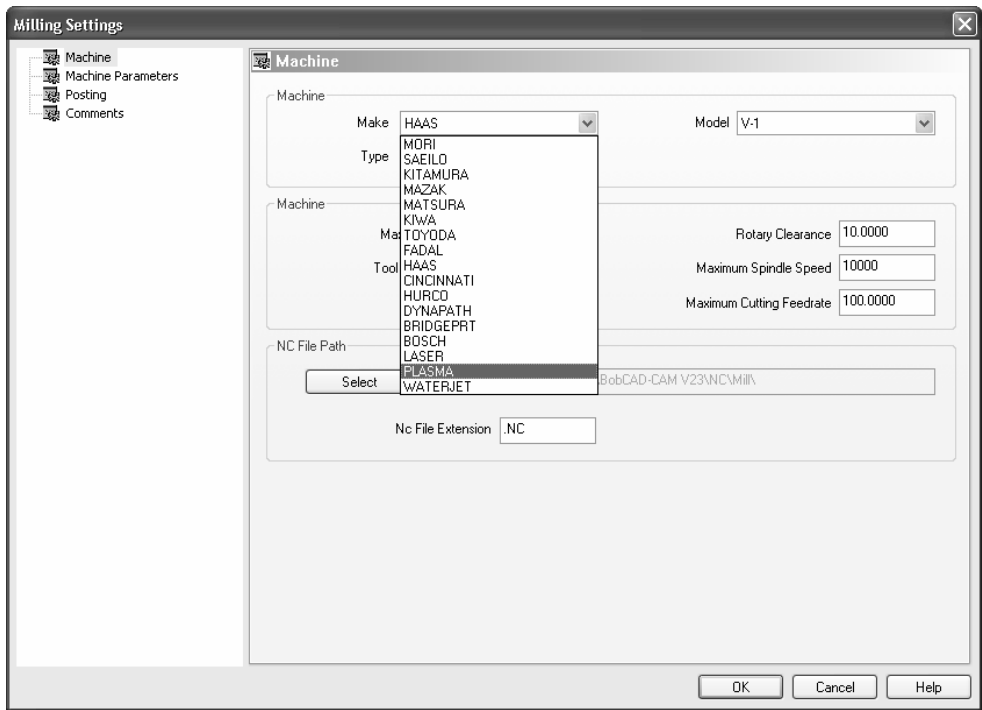 Milling Settings
Machine
Machine Parameters
Posting
Comments
Machine
Machine
Make HAAS Model V-1
Type
MORI
SAEILO
KITAMURA
MAZAK
MATSURA
KIWA
TOYODA
FADAL
HAAS
CINCINNATI
HURCO
DYNAPATH
BRIDGEPRT
BOSCH
LASER
PLASMA
WATERJET
Machine
Rotary Clearance 10.0000
Tool Maximum Spindle Speed 10000
Maximum Cutting Feedrate 100.0000
NC File Path
Select \BobCAD-CAM V23\NC\Mill\
Nc File Extension .NC
OK Cancel Help